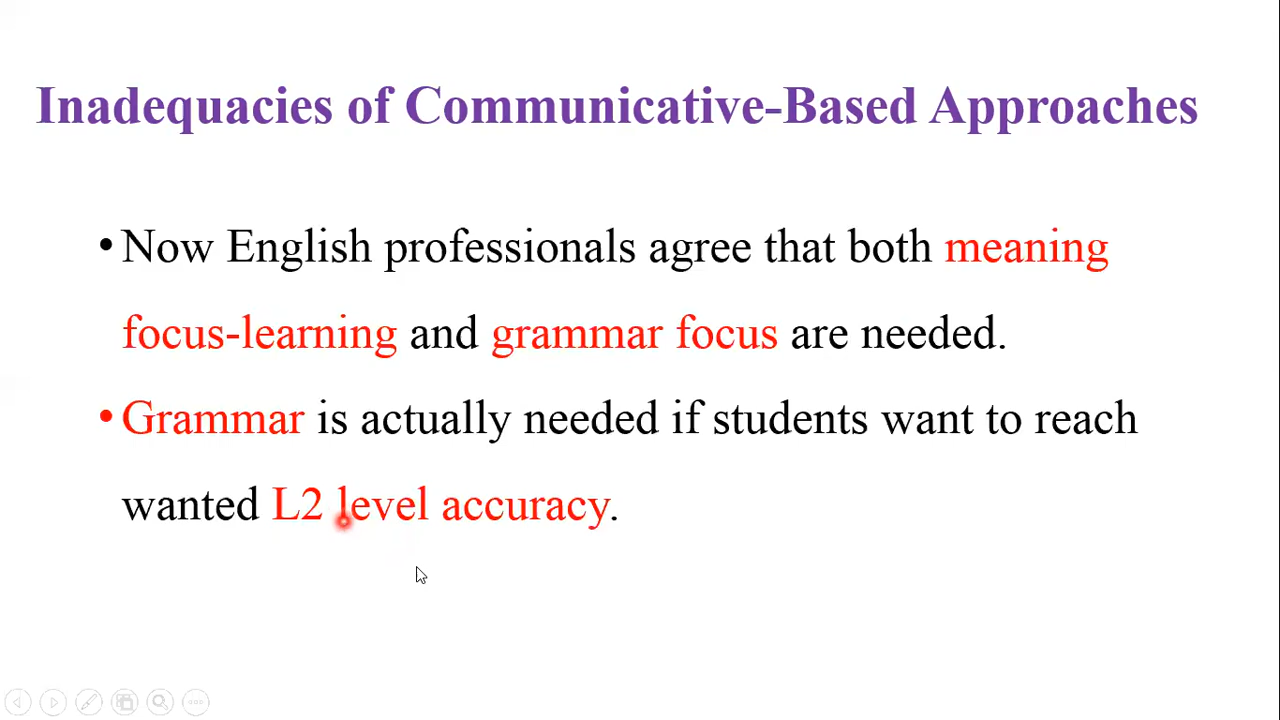 Inadequacies of Communicative-Based Approaches
• Now English professionals agree that both meaning
focus-learning and grammar focus are needed.
• Grammar is actually needed if students want to reach
wanted L2 level accuracy.